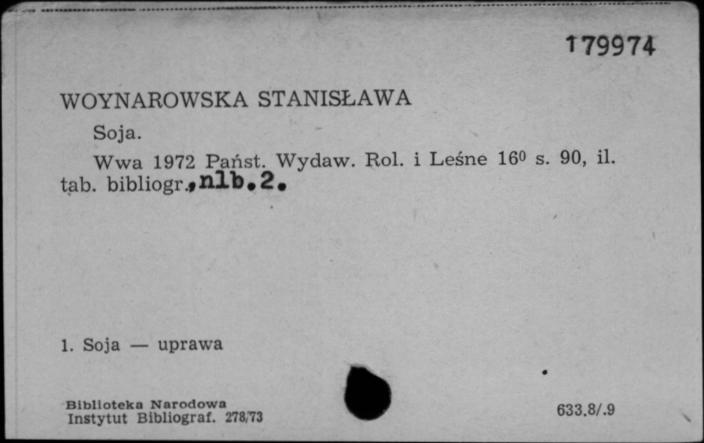 179974
WOYNAROWSKA STANISŁAWA
Soja.
Wwa 1972 Państ. Wydaw. Rol. i Leśne 16⁰ s. 90, il.
tab. bibliogr., nlb.2.
1. Soja — uprawa
Biblioteka Narodowa
Instytut Bibliograf. 278/73
633.8/.9